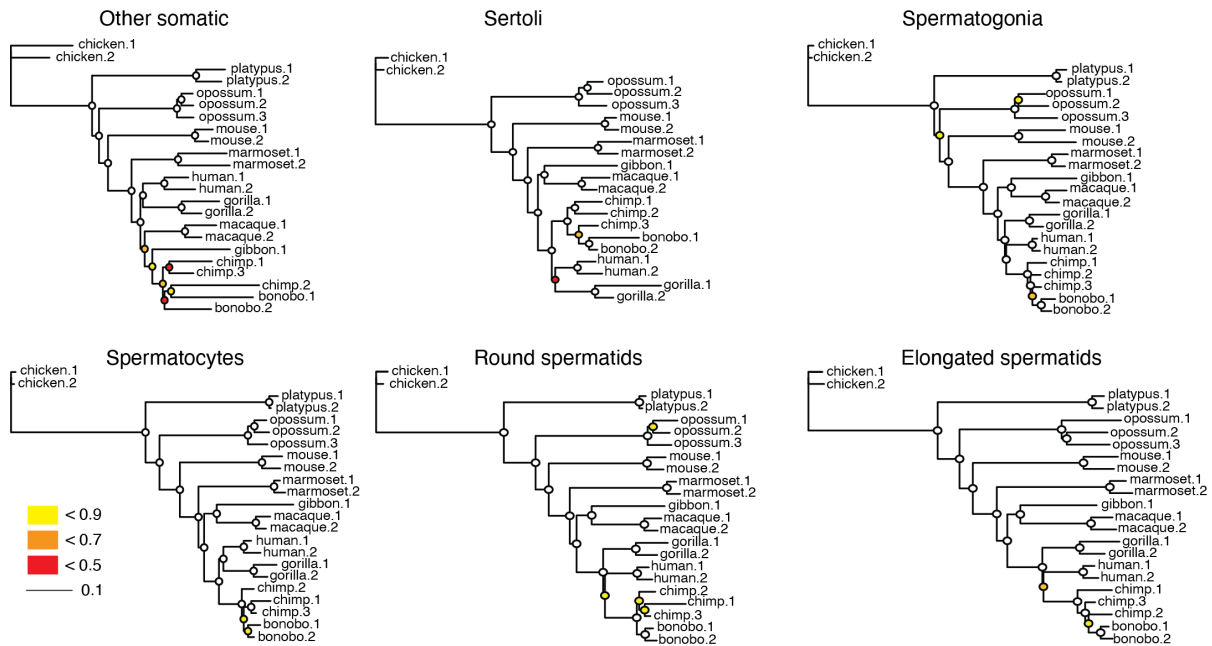 Other somatic
chicken.1
chicken.2
platypus.1
platypus.2
opossum.1
opossum.2
opossum.3
mouse.1
mouse.2
marmoset.1
marmoset.2
human.1
human.2
gorilla.1
gorilla.2
macaque.1
macaque.2
gibbon.1
chimp.1
chimp.3
chimp.2
bonobo.1
bonobo.2
Sertoli
chicken.1
chicken.2
opossum.1
opossum.2
opossum.3
mouse.1
mouse.2
marmoset.1
marmoset.2
gibbon.1
macaque.1
macaque.2
chimp.1
chimp.2
chimp.3
bonobo.1
bonobo.2
human.1
human.2
gorilla.1
gorilla.2
Spermatogonia
chicken.1
chicken.2
platypus.1
platypus.2
opossum.1
opossum.2
opossum.3
mouse.1
mouse.2
marmoset.1
marmoset.2
gibbon.1
macaque.1
macaque.2
gorilla.1
gorilla.2
human.1
human.2
chimp.1
chimp.2
chimp.3
bonobo.1
bonobo.2
Spermatocytes
chicken.1
chicken.2
platypus.1
platypus.2
opossum.1
opossum.2
opossum.3
mouse.1
mouse.2
marmoset.1
marmoset.2
gibbon.1
macaque.1
macaque.2
human.1
human.2
gorilla.1
gorilla.2
chimp.2
chimp.1
chimp.3
bonobo.1
bonobo.2
< 0.9
< 0.7
< 0.5
0.1
Round spermatids
chicken.1
chicken.2
platypus.1
platypus.2
opossum.1
opossum.2
opossum.3
mouse.1
mouse.2
marmoset.1
marmoset.2
gibbon.1
macaque.1
macaque.2
gorilla.1
gorilla.2
human.1
human.2
chimp.2
chimp.1
chimp.3
bonobo.1
bonobo.2
Elongated spermatids
chicken.1
chicken.2
platypus.1
platypus.2
opossum.1
opossum.2
opossum.3
mouse.1
mouse.2
marmoset.1
marmoset.2
gibbon.1
macaque.1
macaque.2
gorilla.1
gorilla.2
human.1
human.2
chimp.1
chimp.3
chimp.2
bonobo.1
bonobo.2